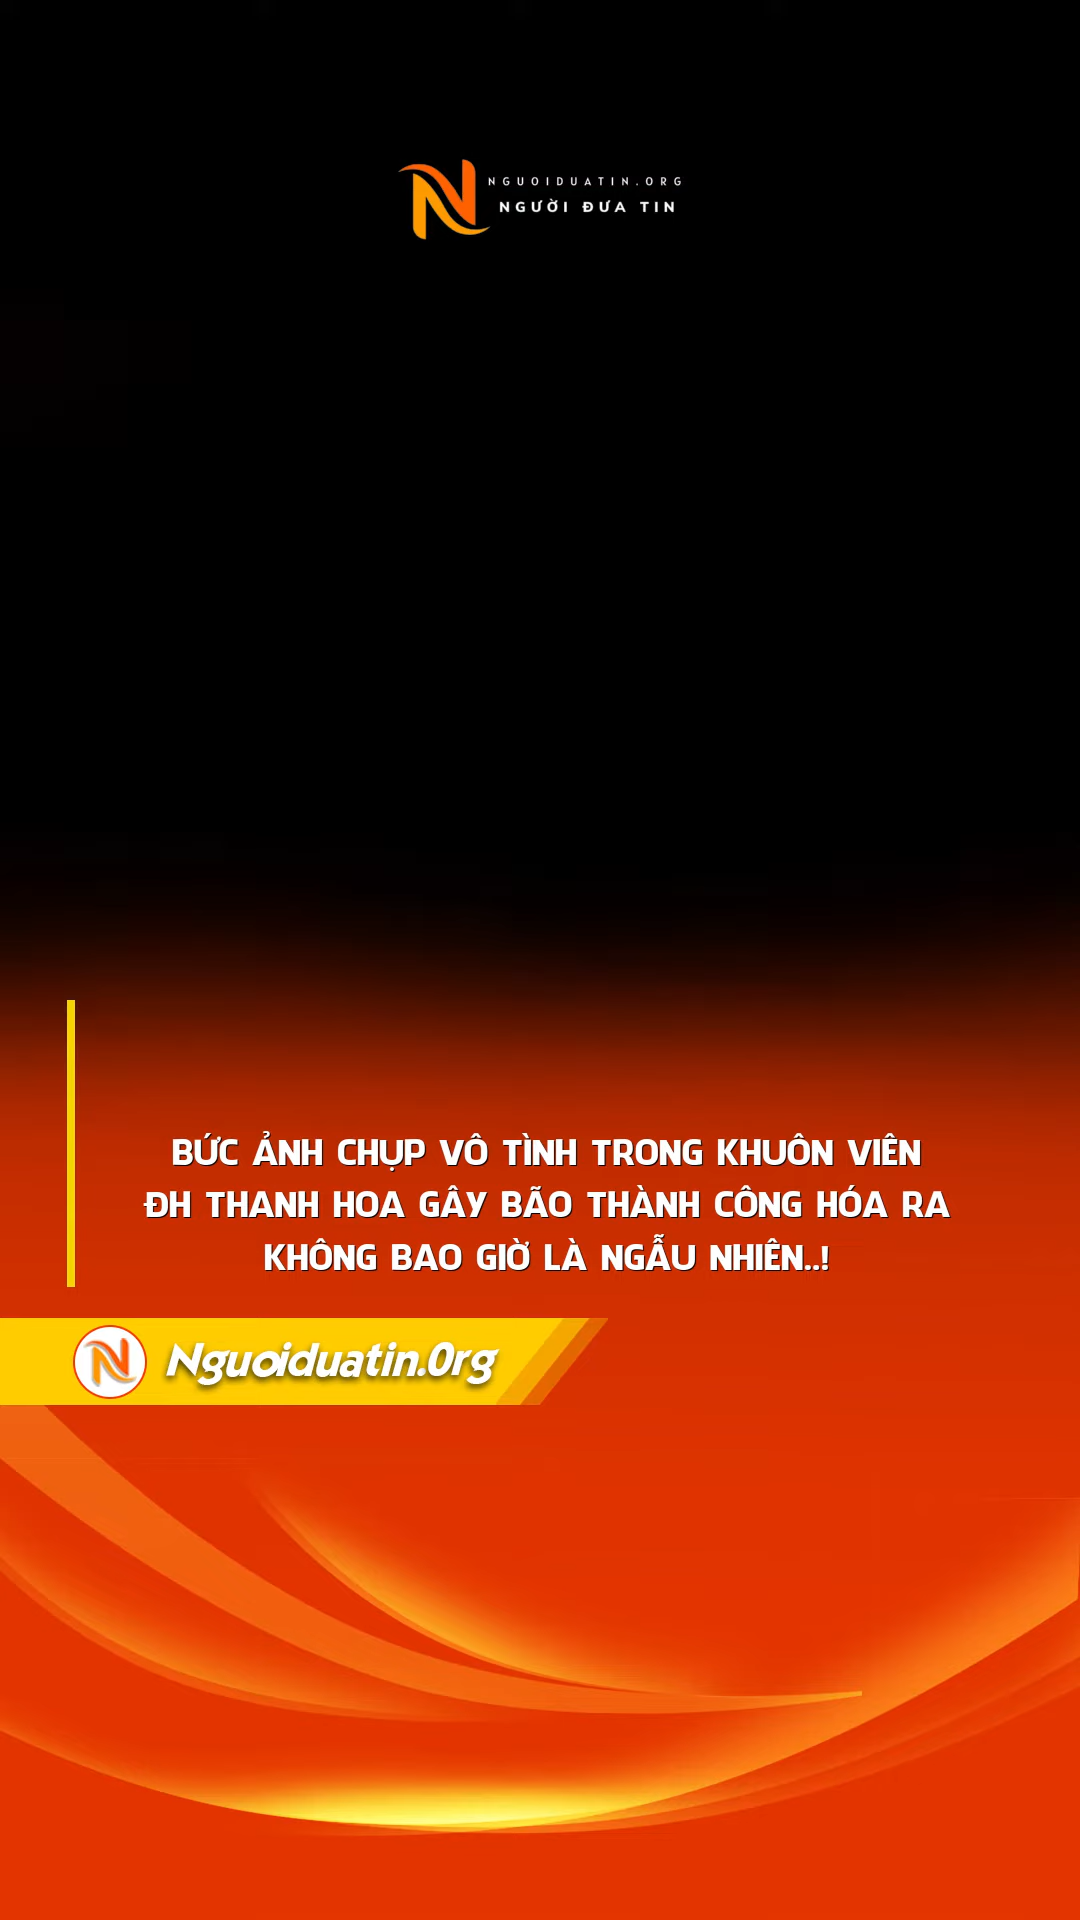 NGUOIDUATIN.ORG
NGƯỜI ĐƯA TIN
BỨC ẢNH CHỤP VÔ TÌNH TRONG KHUÔN VIÊN
ĐH THANH HOA GÂY BÃO THÀNH CÔNG HÓA RA
KHÔNG BAO GIỜ LÀ NGẪU NHIÊN..!
Nguoiduatin.0rg